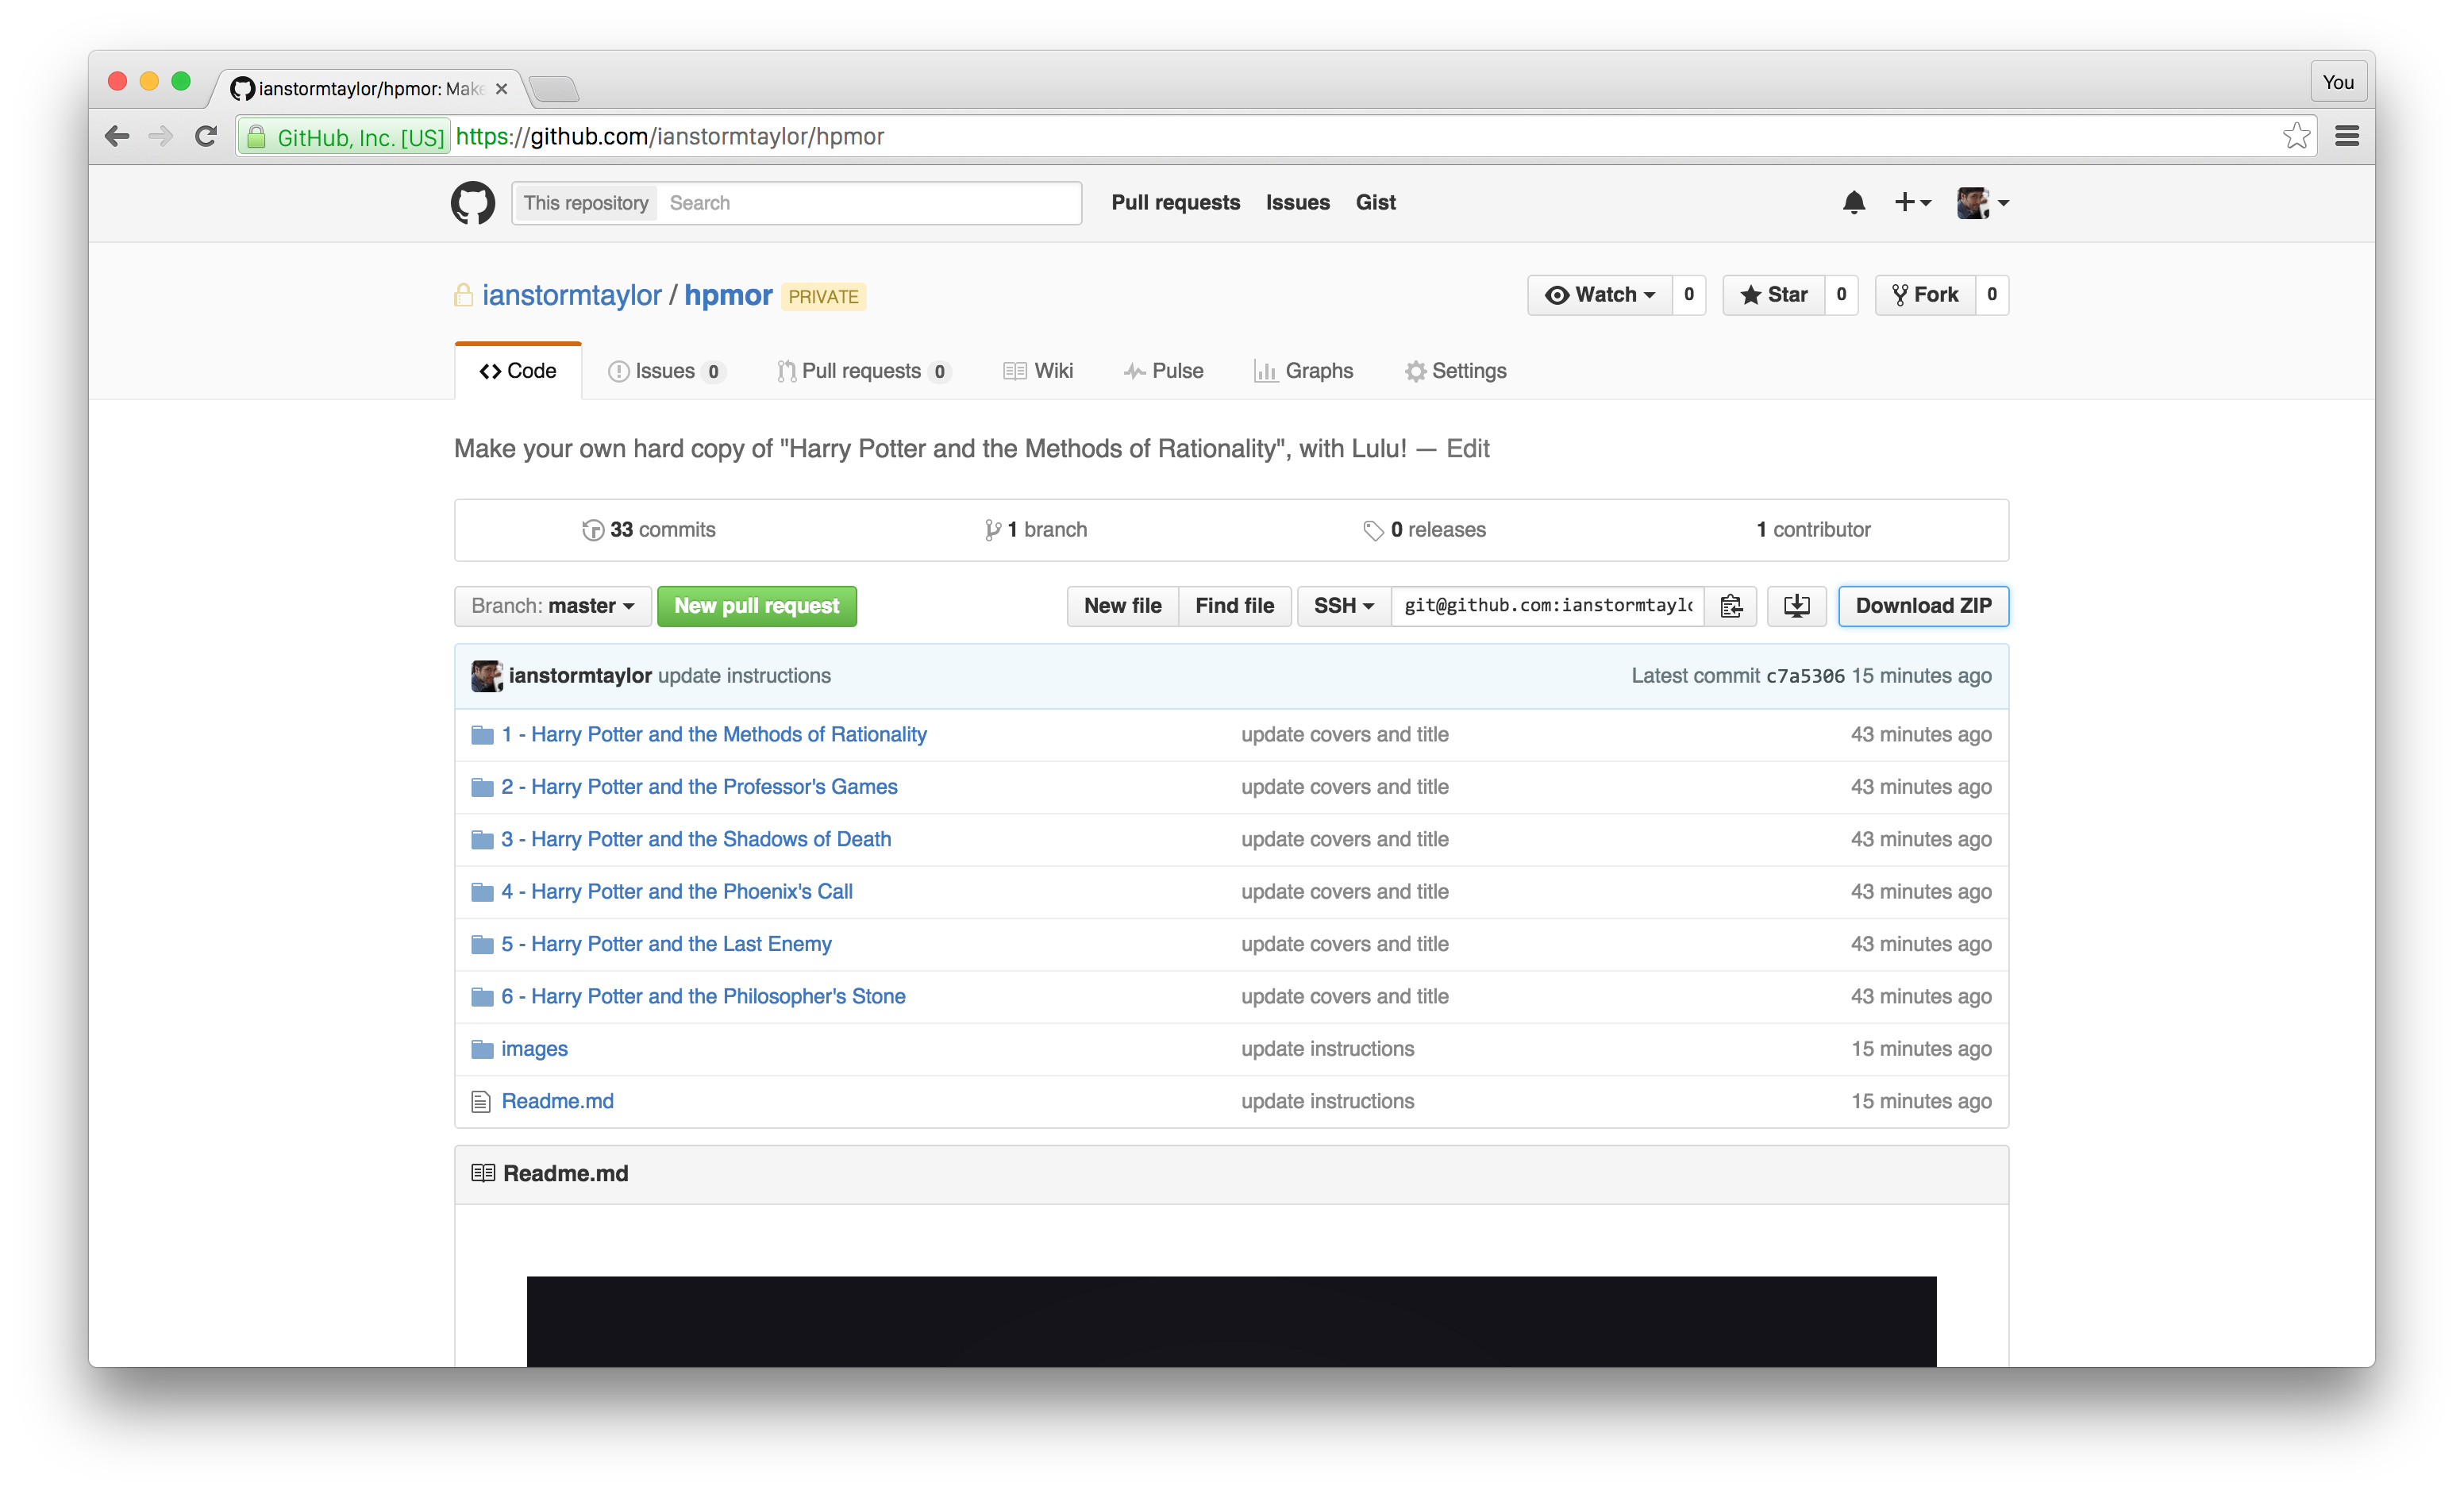 ianstormtaylor/hpmor: Make
You
GitHub, Inc. [US] https://github.com/ianstormtaylor/hpmor
This repository Search Pull requests Issues Gist
ianstormtaylor / hpmor PRIVATE Watch 0 Star 0 Fork 0
Code Issues 0 Pull requests 0 Wiki Pulse Graphs Settings
Make your own hard copy of "Harry Potter and the Methods of Rationality", with Lulu! — Edit
33 commits 1 branch 0 releases 1 contributor
Branch: master New pull request New file Find file SSH git@github.com:ianstormtaylo Download ZIP
ianstormtaylor update instructions Latest commit c7a5306 15 minutes ago
1 - Harry Potter and the Methods of Rationality update covers and title 43 minutes ago
2 - Harry Potter and the Professor's Games update covers and title 43 minutes ago
3 - Harry Potter and the Shadows of Death update covers and title 43 minutes ago
4 - Harry Potter and the Phoenix's Call update covers and title 43 minutes ago
5 - Harry Potter and the Last Enemy update covers and title 43 minutes ago
6 - Harry Potter and the Philosopher's Stone update covers and title 43 minutes ago
images update instructions 15 minutes ago
Readme.md update instructions 15 minutes ago
Readme.md